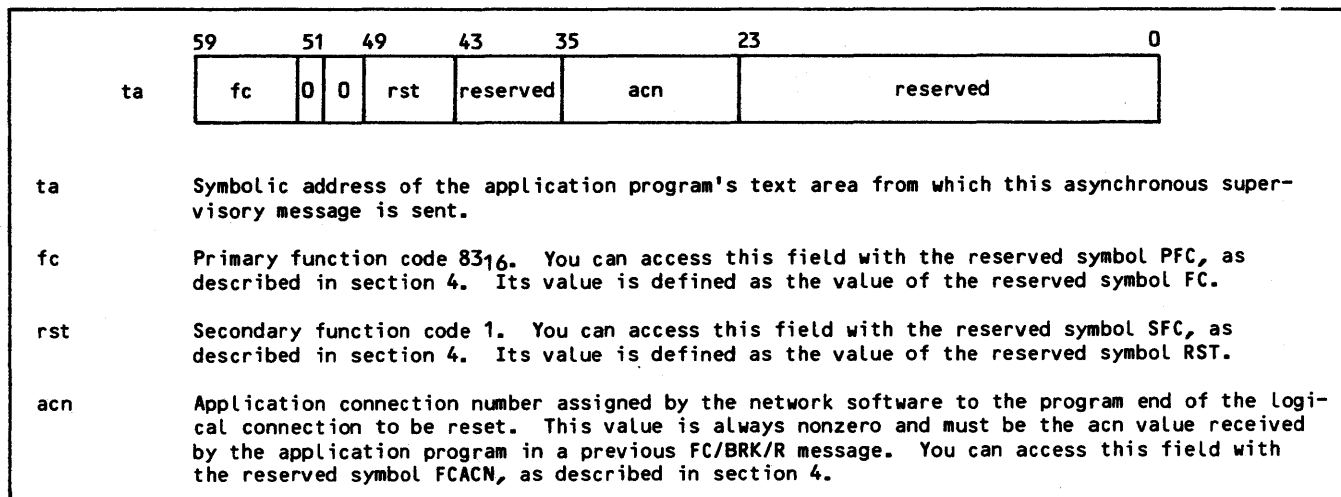 59 51 49 43 35 23 0
ta fc 0 0 rst reserved acn reserved
ta Symbolic address of the application program's text area from which this asynchronous super-
visory message is sent.
fc Primary function code 83₁₆. You can access this field with the reserved symbol PFC, as
described in section 4. Its value is defined as the value of the reserved symbol FC.
rst Secondary function code 1. You can access this field with the reserved symbol SFC, as
described in section 4. Its value is defined as the value of the reserved symbol RST.
acn Application connection number assigned by the network software to the program end of the logi-
cal connection to be reset. This value is always nonzero and must be the acn value received
by the application program in a previous FC/BRK/R message. You can access this field with
the reserved symbol FCACN, as described in section 4.